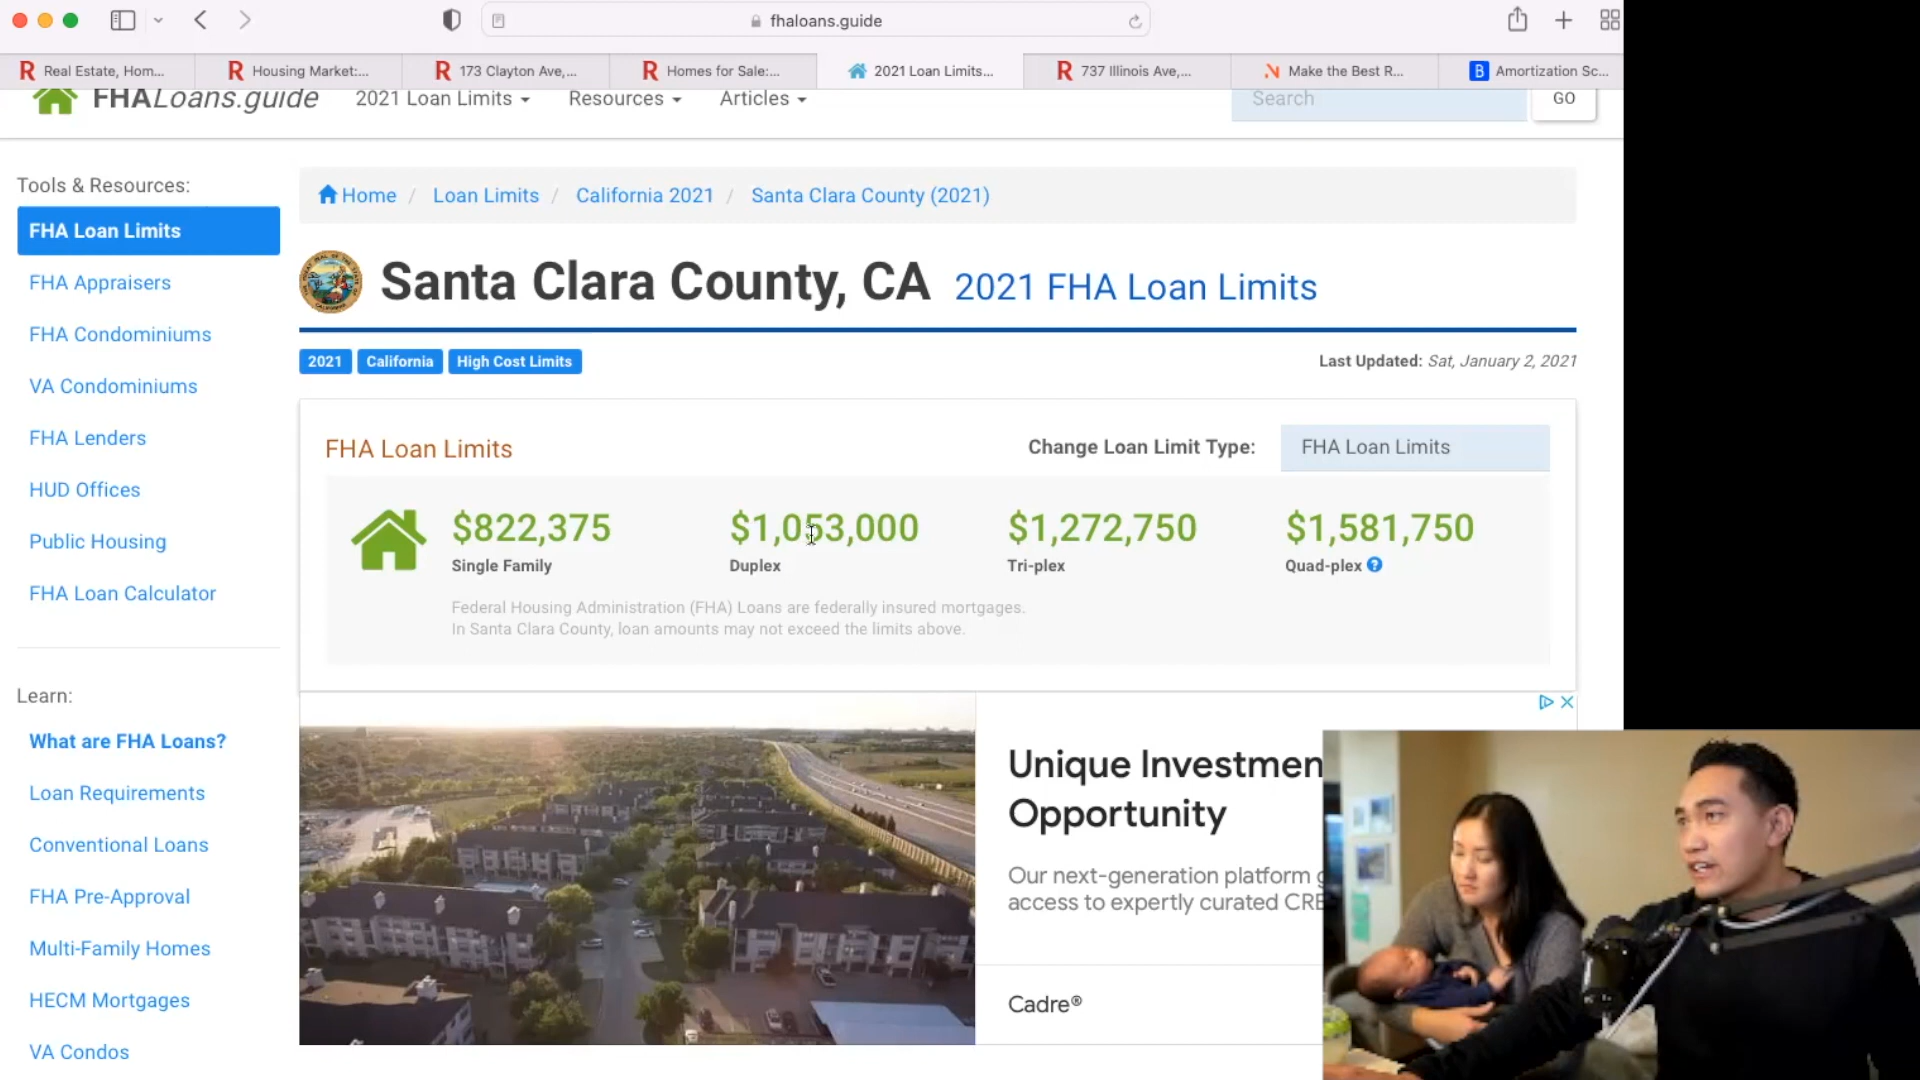 fhaloans.guide
Real Estate, Hom...
Housing Market:...
173 Clayton Ave,...
Homes for Sale:...
2021 Loan Limits...
737 Illinois Ave,...
Make the Best R...
Amortization Sc...
FHALoans.guide
2021 Loan Limits
Resources
Articles
Search
GO
Tools & Resources:
FHA Loan Limits
FHA Appraisers
FHA Condominiums
VA Condominiums
FHA Lenders
HUD Offices
Public Housing
FHA Loan Calculator
Learn:
What are FHA Loans?
Loan Requirements
Conventional Loans
FHA Pre-Approval
Multi-Family Homes
HECM Mortgages
VA Condos
Home / Loan Limits / California 2021 / Santa Clara County (2021)
Santa Clara County, CA 2021 FHA Loan Limits
2021 California High Cost Limits
Last Updated: Sat, January 2, 2021
FHA Loan Limits
Change Loan Limit Type: FHA Loan Limits
$822,375 $1,053,000 $1,272,750 $1,581,750
Single Family Duplex Tri-plex Quad-plex
Federal Housing Administration (FHA) Loans are federally insured mortgages.
In Santa Clara County, loan amounts may not exceed the limits above.
Unique Investmen
Opportunity
Our next-generation platform
access to expertly curated CRE
Cadre®